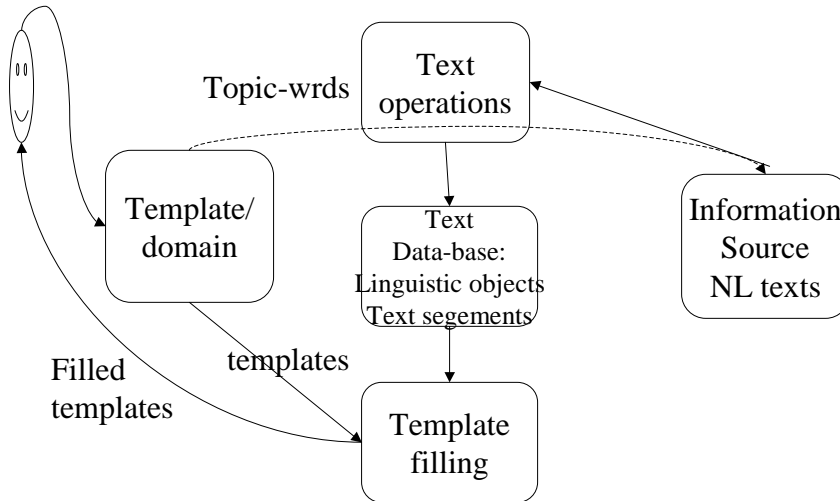 Text
operations
Topic-wrds
Template/
domain
Text
Data-base:
Linguistic objects
Text segements
Information
Source
NL texts
templates
Filled
templates
Template
filling